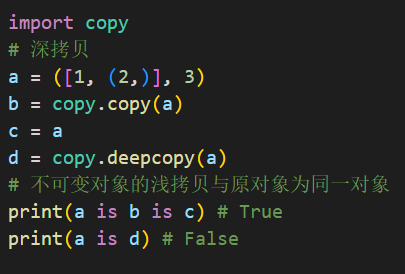 import copy
# 深拷贝
a = ([1, (2,)], 3)
b = copy.copy(a)
c = a
d = copy.deepcopy(a)
# 不可变对象的浅拷贝与原对象为同一对象
print(a is b is c) # True
print(a is d) # False